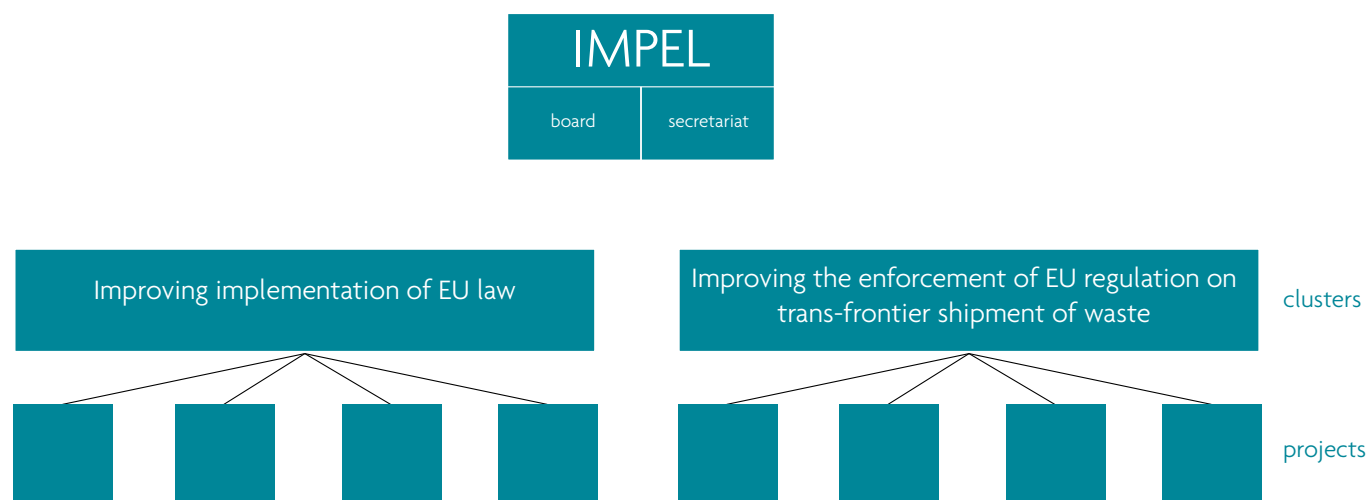 IMPEL
board
secretariat
Improving implementation of EU law
Improving the enforcement of EU regulation on
trans-frontier shipment of waste
clusters
projects